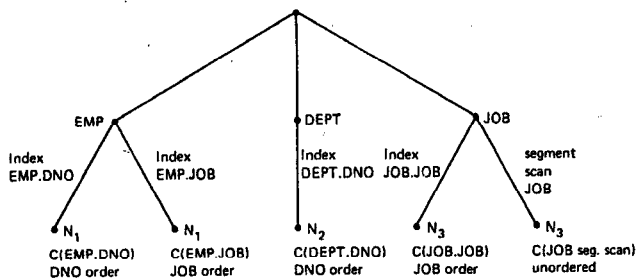 EMP
DEPT
JOB
Index
EMP.DNO
Index
EMP.JOB
Index
DEPT.DNO
Index
JOB.JOB
segment
scan
JOB
N1
N1
N2
N3
N3
C(EMP.DNO)
DNO order
C(EMP.JOB)
JOB order
C(DEPT.DNO)
DNO order
C(JOB.JOB)
JOB order
C(JOB seg. scan)
unordered